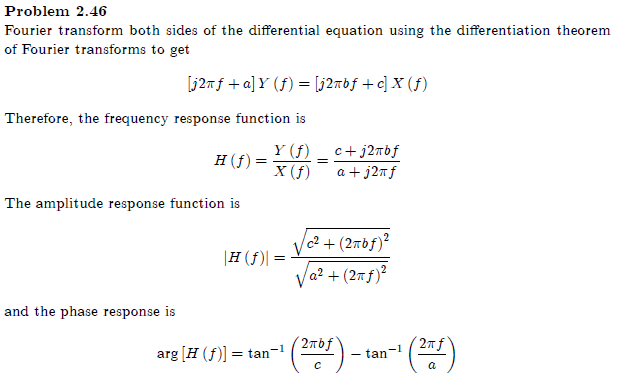 Problem 2.46
Fourier transform both sides of the differential equation using the differentiation theorem
of Fourier transforms to get
[j2πf + a] Y (f) = [j2πbf + c] X (f)
Therefore, the frequency response function is
H (f) = Y (f) / X (f) = (c + j2πbf) / (a + j2πf)
The amplitude response function is
|H (f)| = √(c² + (2πbf)²) / √(a² + (2πf)²)
and the phase response is
arg [H (f)] = tan⁻¹ (2πbf / c) − tan⁻¹ (2πf / a)